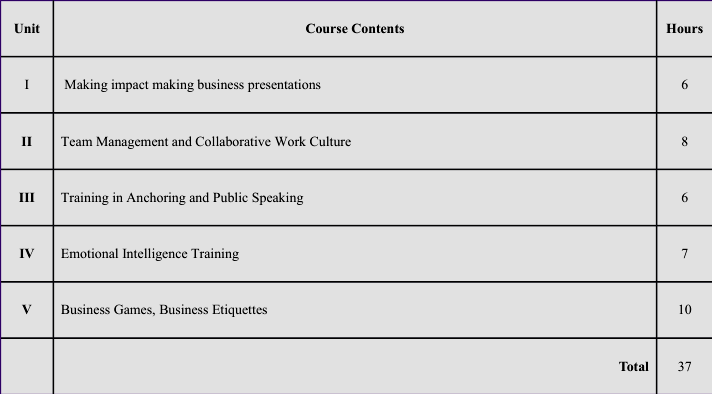 Unit Course Contents Hours
I Making impact making business presentations 6
II Team Management and Collaborative Work Culture 8
III Training in Anchoring and Public Speaking 6
IV Emotional Intelligence Training 7
V Business Games, Business Etiquettes 10
Total 37